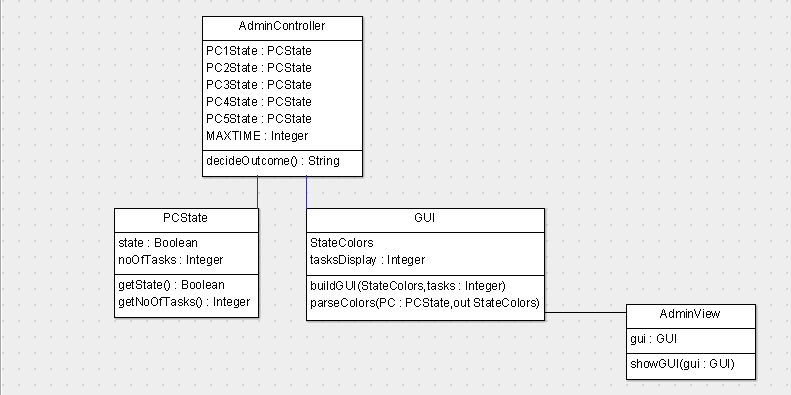 AdminController
PC1State : PCState
PC2State : PCState
PC3State : PCState
PC4State : PCState
PC5State : PCState
MAXTIME : Integer
decideOutcome() : String
PCState
state : Boolean
noOfTasks : Integer
getState() : Boolean
getNoOfTasks() : Integer
GUI
StateColors
tasksDisplay : Integer
buildGUI(StateColors,tasks : Integer)
parseColors(PC : PCState,out StateColors)
AdminView
gui : GUI
showGUI(gui : GUI)